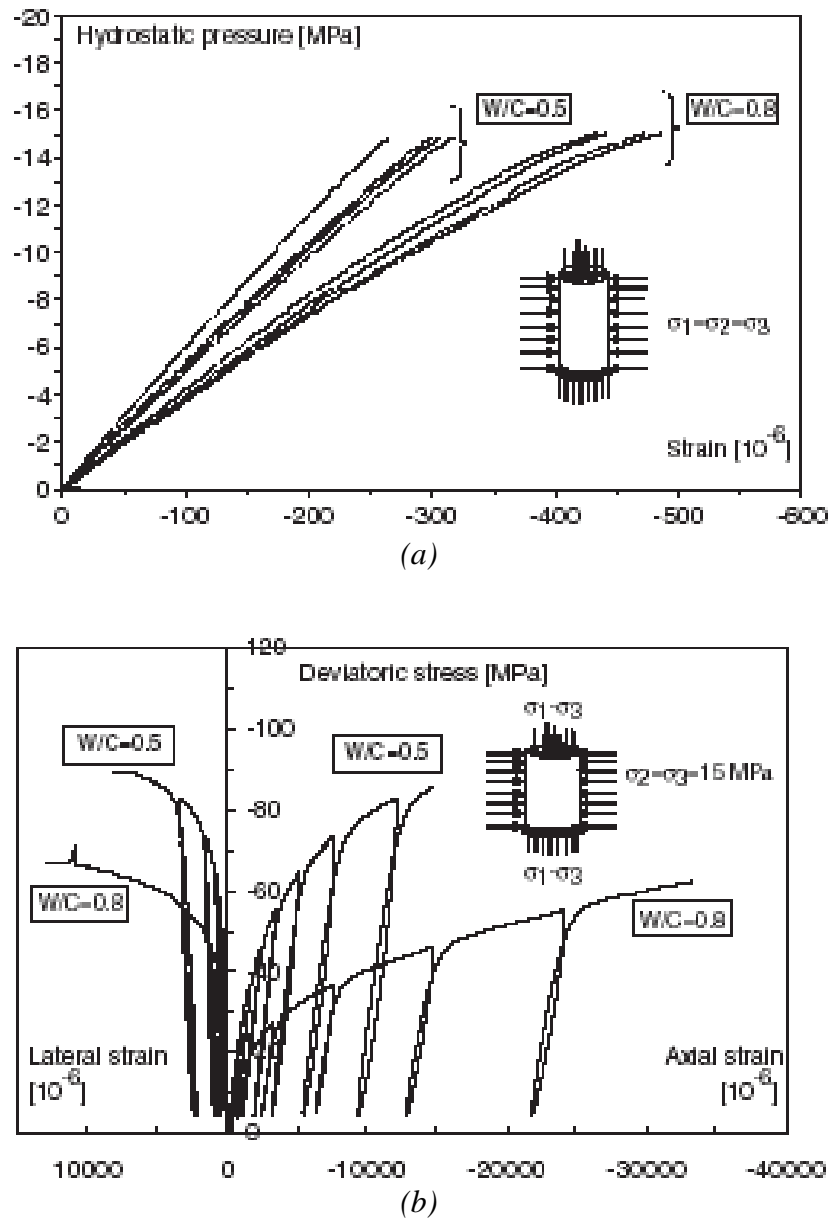 -20
Hydrostatic pressure [MPa]
-18
-16
W/C=0.5
W/C=0.8
-14
-12
-10
-8
σ1=σ2=σ3
-6
-4
-2
Strain [10-6]
0
0 -100 -200 -300 -400 -500 -600
(a)
120
Deviatoric stress [MPa]
σ1-σ3
-100
W/C=0.5
W/C=0.5
σ2=σ3=15 MPa
-80
-60
σ1-σ3
W/C=0.8
W/C=0.8
Lateral strain
[10-6]
Axial strain
[10-6]
0
10000 0 -10000 -20000 -30000 -40000
(b)